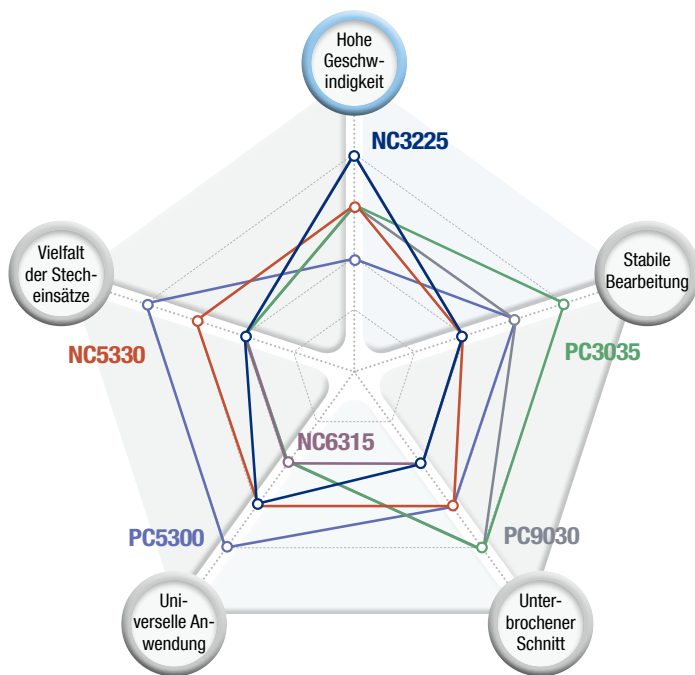 Hohe
Geschw-
indigkeit
NC3225
Vielfalt
der Stech-
einsätze
Stabile
Bearbeitung
NC5330
PC3035
NC6315
PC5300
PC9030
Uni-
verselle An-
wendung
Unter-
brochener
Schnitt